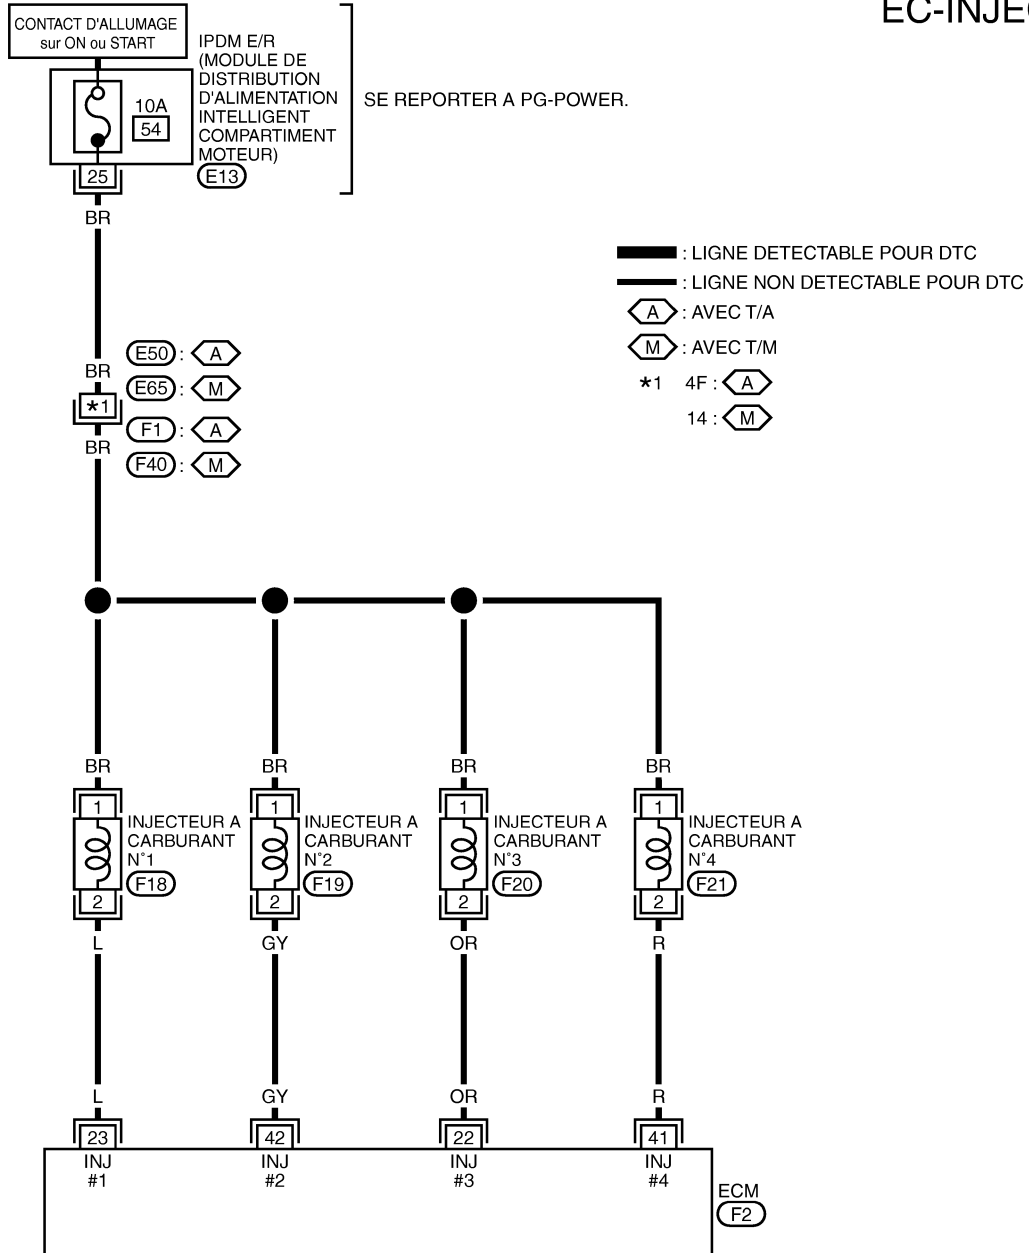 EC-INJE
CONTACT D'ALLUMAGE
sur ON ou START
IPDM E/R
(MODULE DE
DISTRIBUTION
D'ALIMENTATION
INTELLIGENT
COMPARTIMENT
MOTEUR)
E13
10A
54
25
SE REPORTER A PG-POWER.
BR
: LIGNE DETECTABLE POUR DTC
: LIGNE NON DETECTABLE POUR DTC
A : AVEC T/A
M : AVEC T/M
*1 4F : A
14 : M
BR
*1
BR
E50 : A
E65 : M
F1 : A
F40 : M
BR BR BR BR
1 1 1 1
INJECTEUR A
CARBURANT
N°1
F18
INJECTEUR A
CARBURANT
N°2
F19
INJECTEUR A
CARBURANT
N°3
F20
INJECTEUR A
CARBURANT
N°4
F21
2 2 2 2
L GY OR R
L GY OR R
23 42 22 41
INJ
#1
INJ
#2
INJ
#3
INJ
#4
ECM
F2